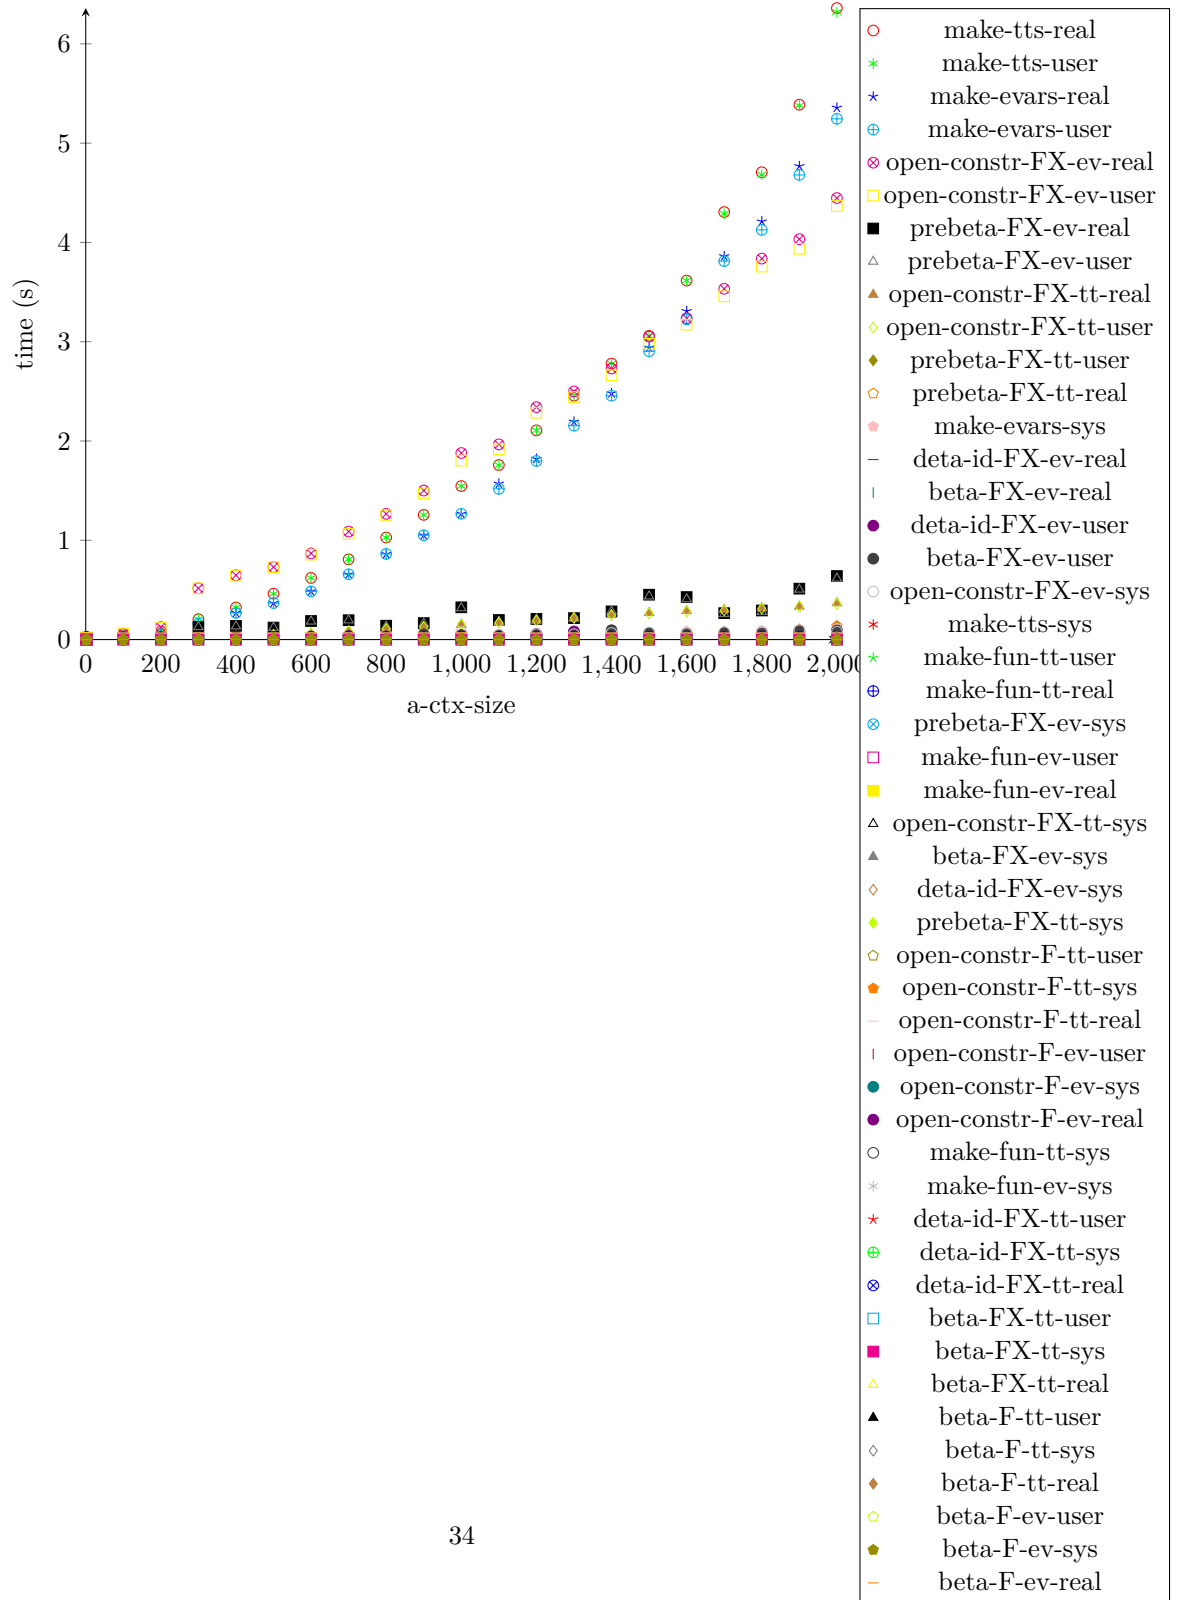 6
5
4
3
2
1
0
time (s)
0 200 400 600 800 1,000 1,200 1,400 1,600 1,800 2,000
a-ctx-size
make-tts-real
make-tts-user
make-evars-real
make-evars-user
open-constr-FX-ev-real
open-constr-FX-ev-user
prebeta-FX-ev-real
prebeta-FX-ev-user
open-constr-FX-tt-real
open-constr-FX-tt-user
prebeta-FX-tt-user
prebeta-FX-tt-real
make-evars-sys
deta-id-FX-ev-real
beta-FX-ev-real
deta-id-FX-ev-user
beta-FX-ev-user
open-constr-FX-ev-sys
make-tts-sys
make-fun-tt-user
make-fun-tt-real
prebeta-FX-ev-sys
make-fun-ev-user
make-fun-ev-real
open-constr-FX-tt-sys
beta-FX-ev-sys
deta-id-FX-ev-sys
prebeta-FX-tt-sys
open-constr-F-tt-user
open-constr-F-tt-sys
open-constr-F-tt-real
open-constr-F-ev-user
open-constr-F-ev-sys
open-constr-F-ev-real
make-fun-tt-sys
make-fun-ev-sys
deta-id-FX-tt-user
deta-id-FX-tt-sys
deta-id-FX-tt-real
beta-FX-tt-user
beta-FX-tt-sys
beta-FX-tt-real
beta-F-tt-user
beta-F-tt-sys
beta-F-tt-real
beta-F-ev-user
beta-F-ev-sys
beta-F-ev-real
34